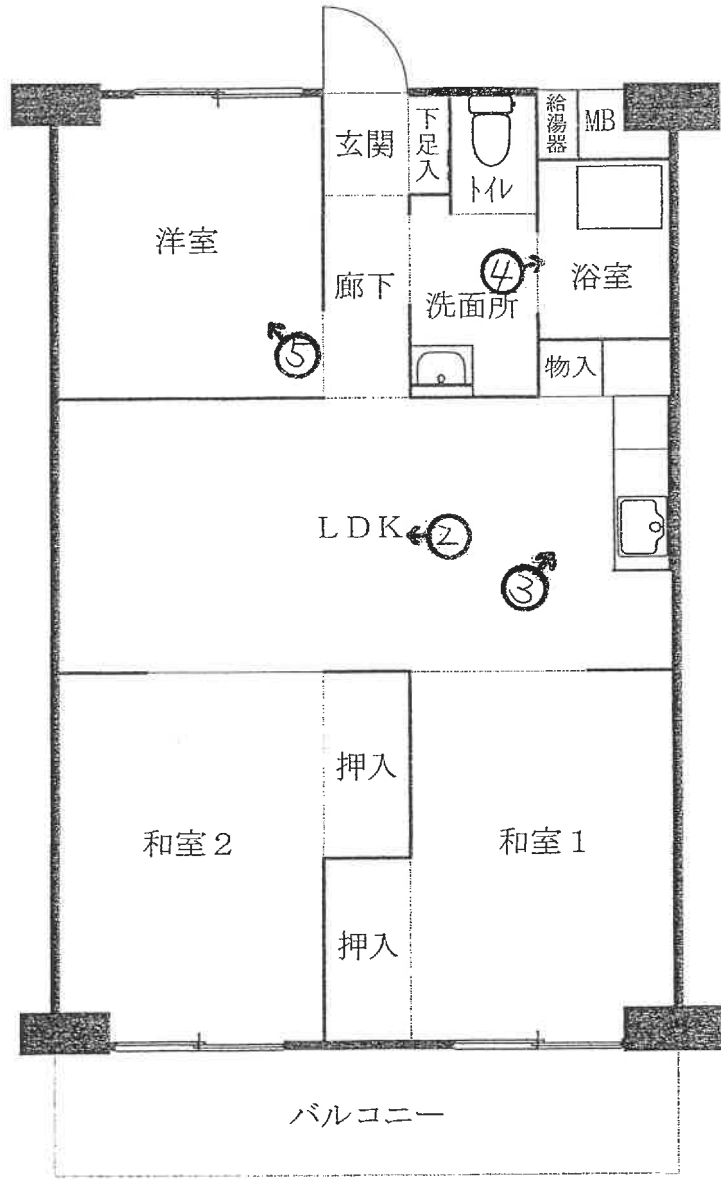 玄関
下足入
トイレ
給湯器
MB
洋室
廊下
④
浴室
洗面所
⑤
物入
LDK
②
③
押入
和室2
和室1
押入
バルコニー